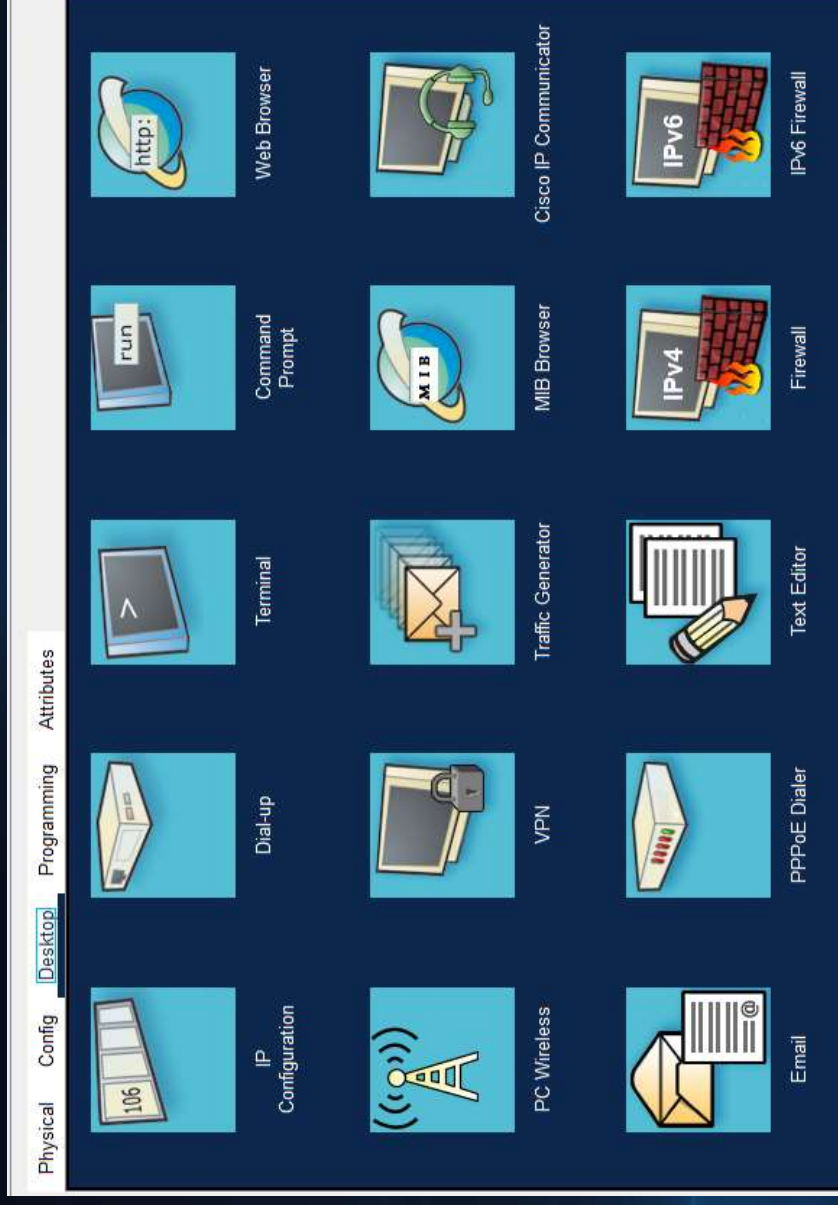 Physical Config Desktop Programming Attributes
106
>
run
http:
IP
Configuration
Dial-up
Terminal
Command
Prompt
Web Browser
MIB
PC Wireless
VPN
Traffic Generator
MIB Browser
Cisco IP Communicator
@
IPv4
IPv6
Email
PPPoE Dialer
Text Editor
Firewall
IPv6 Firewall